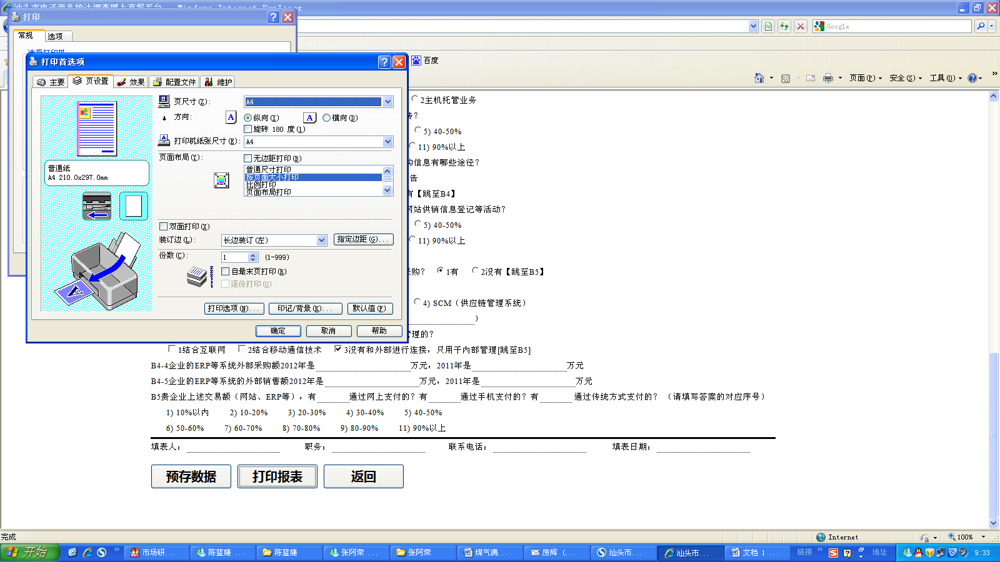 汕头市电子商务统计调查网上直报平台 - Windows Internet Explorer
打印
常规 选项
选择打印机
Google
打印首选项
百度
主要 页设置 效果 配置文件 维护
页面(P) 安全(S) 工具(O)
页尺寸(Z): A4
方向: 纵向(T) 横向(D)
旋转 180 度(1)
打印机纸张尺寸(E): A4
页面布局(Y): 无边距打印(B)
普通尺寸打印
按页面大小打印
比例打印
页面布局打印
普通纸
A4 210.0x297.0mm
双面打印(X)
装订边(L): 长边装订(左) 指定边距(G)...
份数(C): 1 (1-999)
自最末页打印(R)
逐份打印(O)
打印选项(N)... 印记/背景(K)... 默认值(F)
确定 取消 帮助
2主机托管业务
5) 40-50%
11) 90%以上
信息有哪些途径?
告
有【跳至B4】
网站供销信息登记等活动?
5) 40-50%
11) 90%以上
采购? 1有 2没有【跳至B5】
4) SCM（供应链管理系统）
)
管理的?
1结合互联网 2结合移动通信技术 3没有和外部进行连接，只用于内部管理[跳至B5]
B4-4企业的ERP等系统外部采购额2012年是 万元，2011年是 万元
B4-5企业的ERP等系统的外部销售额2012年是 万元，2011年是 万元
B5贵企业上述交易额（网站、ERP等），有 通过网上支付的? 有 通过手机支付的? 有 通过传统方式支付的? （请填写答案的对应序号）
1) 10%以内 2) 10-20% 3) 20-30% 4) 30-40% 5) 40-50%
6) 50-60% 7) 60-70% 8) 70-80% 9) 80-90% 11) 90%以上
填表人: 职务: 联系电话: 填表日期:
预存数据 打印报表 返回
完成 Internet 100%
开始 市场研... 陈蓝婕 ... 陈蓝婕 张阿荣 ... 张阿荣 煤气满... 房辉 （... 汕头市... 汕头市... 文档 1 ... 链接 地址 9:33